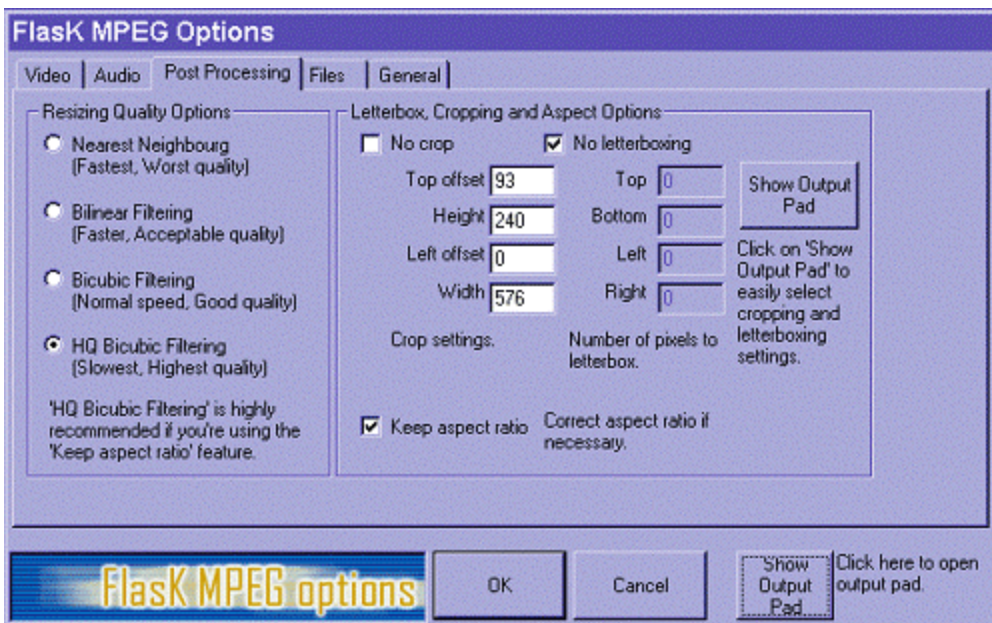 FlasK MPEG Options
Video Audio Post Processing Files General
Resizing Quality Options
Nearest Neighbourg
(Fastest, Worst quality)
Bilinear Filtering
(Faster, Acceptable quality)
Bicubic Filtering
(Normal speed, Good quality)
HQ Bicubic Filtering
(Slowest, Highest quality)
'HQ Bicubic Filtering' is highly
recommended if you're using the
'Keep aspect ratio' feature.
Letterbox, Cropping and Aspect Options
No crop
No letterboxing
Top offset 93
Height 240
Left offset 0
Width 576
Crop settings.
Top 0
Bottom 0
Left 0
Right 0
Number of pixels to
letterbox.
Show Output
Pad
Click on 'Show
Output Pad' to
easily select
cropping and
letterboxing
settings.
Keep aspect ratio
Correct aspect ratio if
necessary.
FlasK MPEG options
OK
Cancel
Show
Output
Pad
Click here to open
output pad.